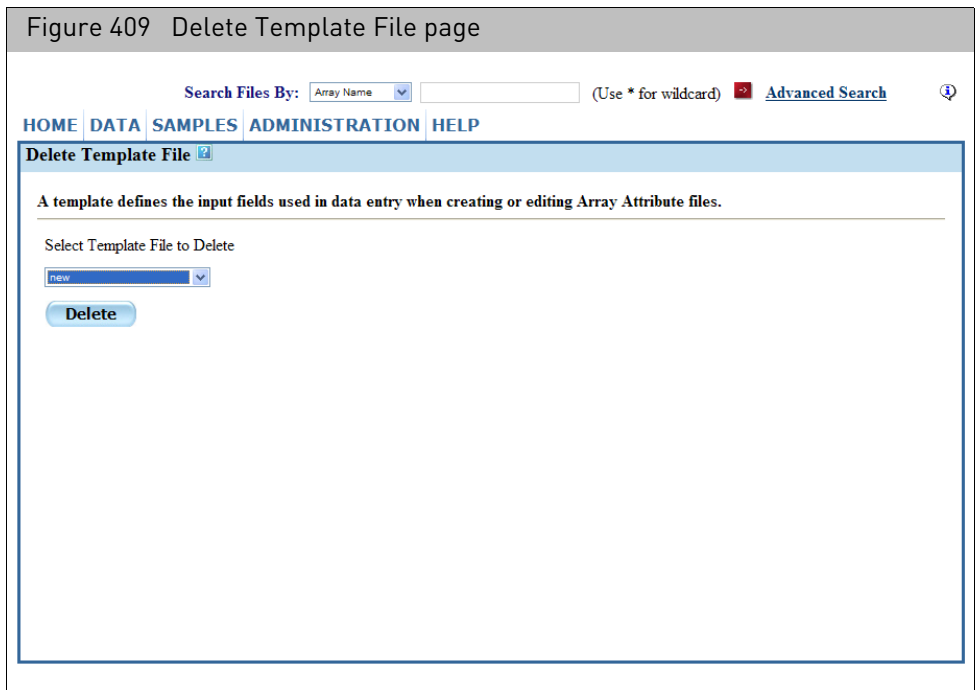 Figure 409 Delete Template File page
Search Files By: Array Name (Use * for wildcard) Advanced Search
HOME DATA SAMPLES ADMINISTRATION HELP
Delete Template File ?
A template defines the input fields used in data entry when creating or editing Array Attribute files.
Select Template File to Delete
new
Delete